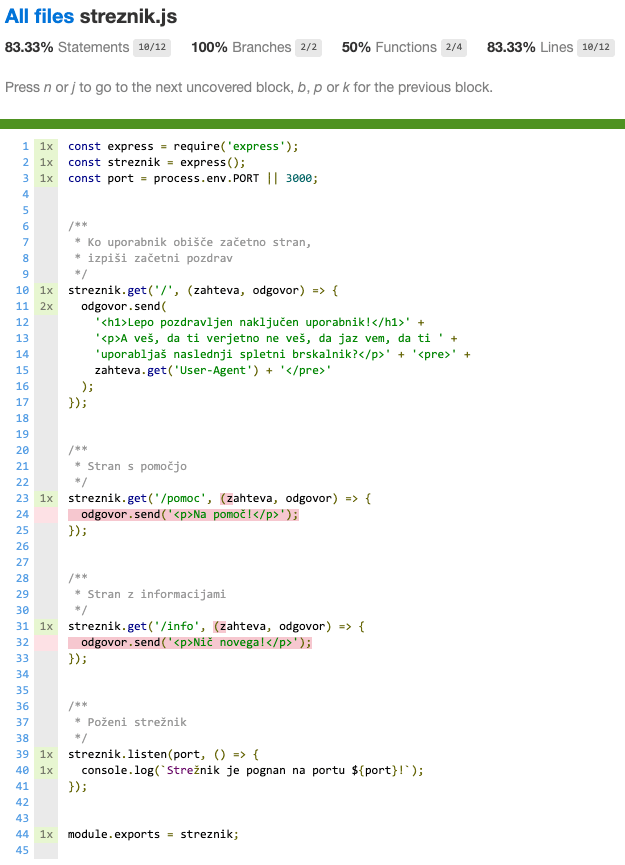 All files streznik.js
83.33% Statements 10/12 100% Branches 2/2 50% Functions 2/4 83.33% Lines 10/12
Press n or j to go to the next uncovered block, b, p or k for the previous block.
1 1x const express = require('express');
2 1x const streznik = express();
3 1x const port = process.env.PORT || 3000;
4
5
6 /**
7 * Ko uporabnik obišče začetno stran,
8 * izpiši začetni pozdrav
9 */
10 1x streznik.get('/', (zahteva, odgovor) => {
11 2x odgovor.send(
12 '<h1>Lepo pozdravljen naključen uporabnik!</h1>' +
13 '<p>A veš, da ti verjetno ne veš, da jaz vem, da ti ' +
14 'uporabljaš naslednji spletni brskalnik?</p>' + '<pre>' +
15 zahteva.get('User-Agent') + '</pre>'
16 );
17 });
18
19
20 /**
21 * Stran s pomočjo
22 */
23 1x streznik.get('/pomoc', (zahteva, odgovor) => {
24 odgovor.send('<p>Na pomoč!</p>');
25 });
26
27
28 /**
29 * Stran z informacijami
30 */
31 1x streznik.get('/info', (zahteva, odgovor) => {
32 odgovor.send('<p>Nič novega!</p>');
33 });
34
35
36 /**
37 * Poženi strežnik
38 */
39 1x streznik.listen(port, () => {
40 1x console.log(`Strežnik je pognan na portu ${port}!`);
41 });
42
43
44 1x module.exports = streznik;
45